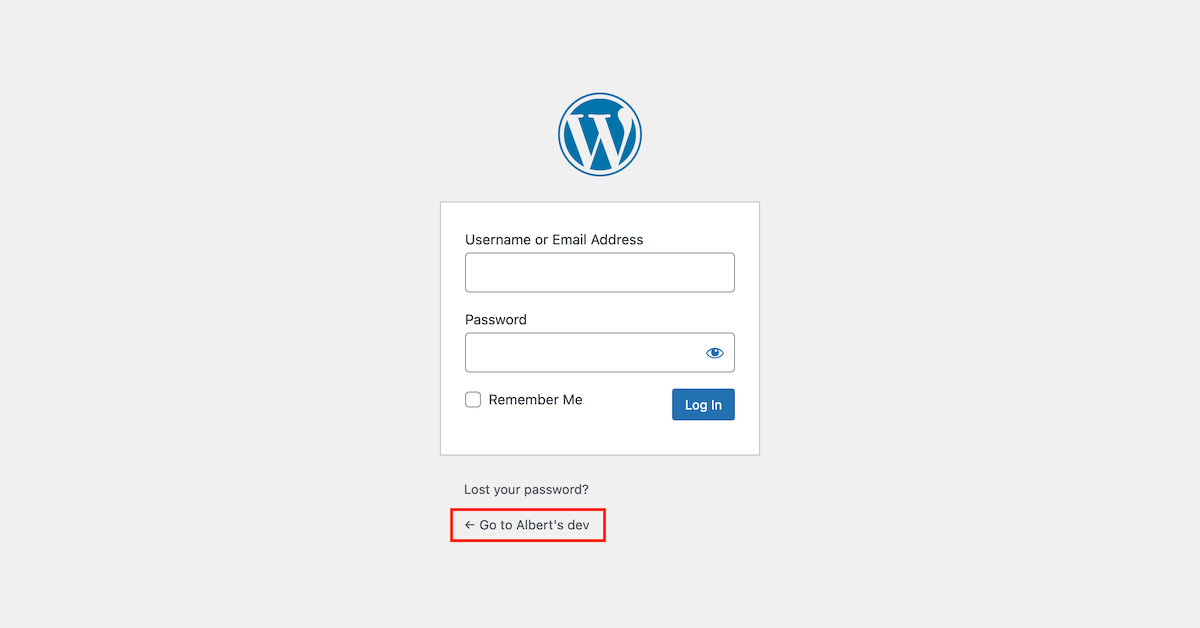 Username or Email Address
Password
Remember Me
Log In
Lost your password?
← Go to Albert's dev